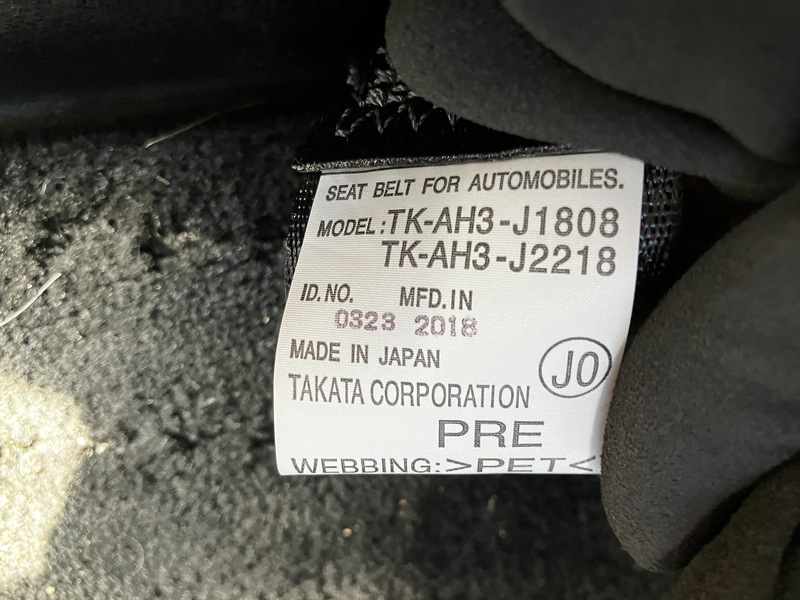 SEAT BELT FOR AUTOMOBILES.
MODEL:TK-AH3-J1808
TK-AH3-J2218
ID.NO. MFD.IN
0323 2018
MADE IN JAPAN
JO
TAKATA CORPORATION
PRE
WEBBING:>PET<